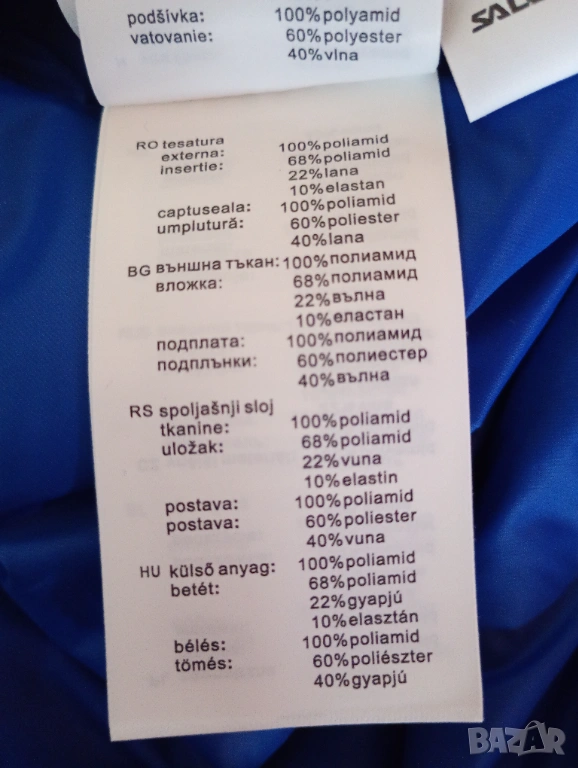 podšívka: 100%polyamid
vatovanie: 60%polyester
40%vlna
RO tesatura
externa: 100%poliamid
insertie: 68%poliamid
22%lana
10%elastan
captuseala: 100%poliamid
umplutură: 60%poliester
40%lana
BG външна тъкан: 100%полиамид
вложка: 68%полиамид
22%вълна
10%еластан
подплата: 100%полиамид
подплънки: 60%полиестер
40%вълна
RS spoljašnji sloj
tkanine: 100%poliamid
uložak: 68%poliamid
22%vuna
10%elastin
postava: 100%poliamid
postava: 60%poliester
40%vuna
HU külső anyag: 100%poliamid
betét: 68%poliamid
22%gyapjú
10%elasztán
bélés: 100%poliamid
tömés: 60%poliészter
40%gyapjú
BAZAR